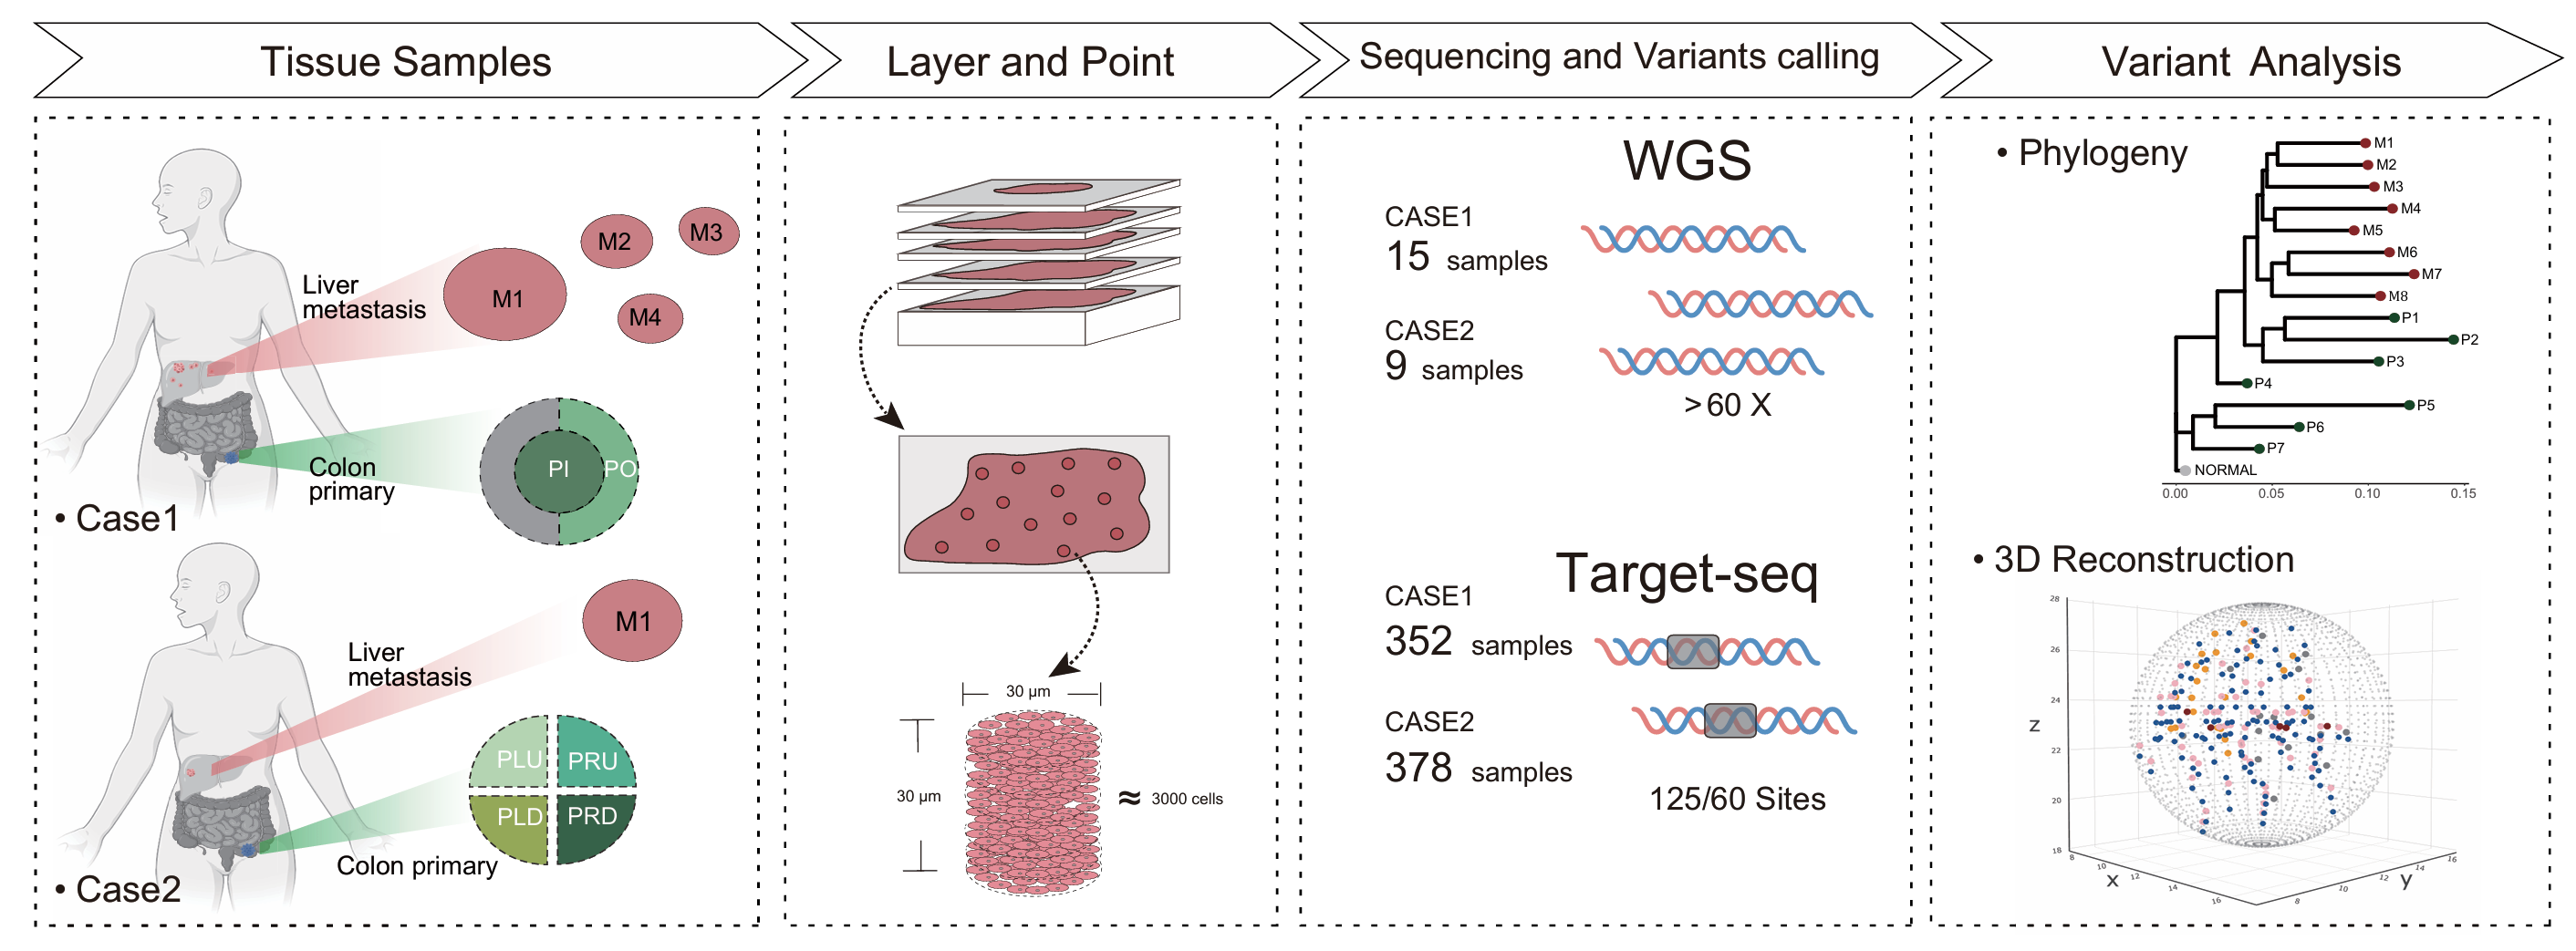 Tissue Samples
Layer and Point
Sequencing and Variants calling
Variant Analysis
Liver
metastasis
M1
M2
M3
M4
Colon
primary
PI
PO
• Case1
Liver
metastasis
M1
PLU
PRU
PLD
PRD
Colon primary
• Case2
30 µm
30 µm
≈ 3000 cells
WGS
CASE1
15 samples
CASE2
9 samples
>60 X
Target-seq
CASE1
352 samples
CASE2
378 samples
125/60 Sites
• Phylogeny
M1
M2
M3
M4
M5
M6
M7
M8
P1
P2
P3
P4
P5
P6
P7
NORMAL
0.00 0.05 0.10 0.15
• 3D Reconstruction
28
26
24
z
22
20
18
8 10 12 14 16
x
8 10 12 14 16
y